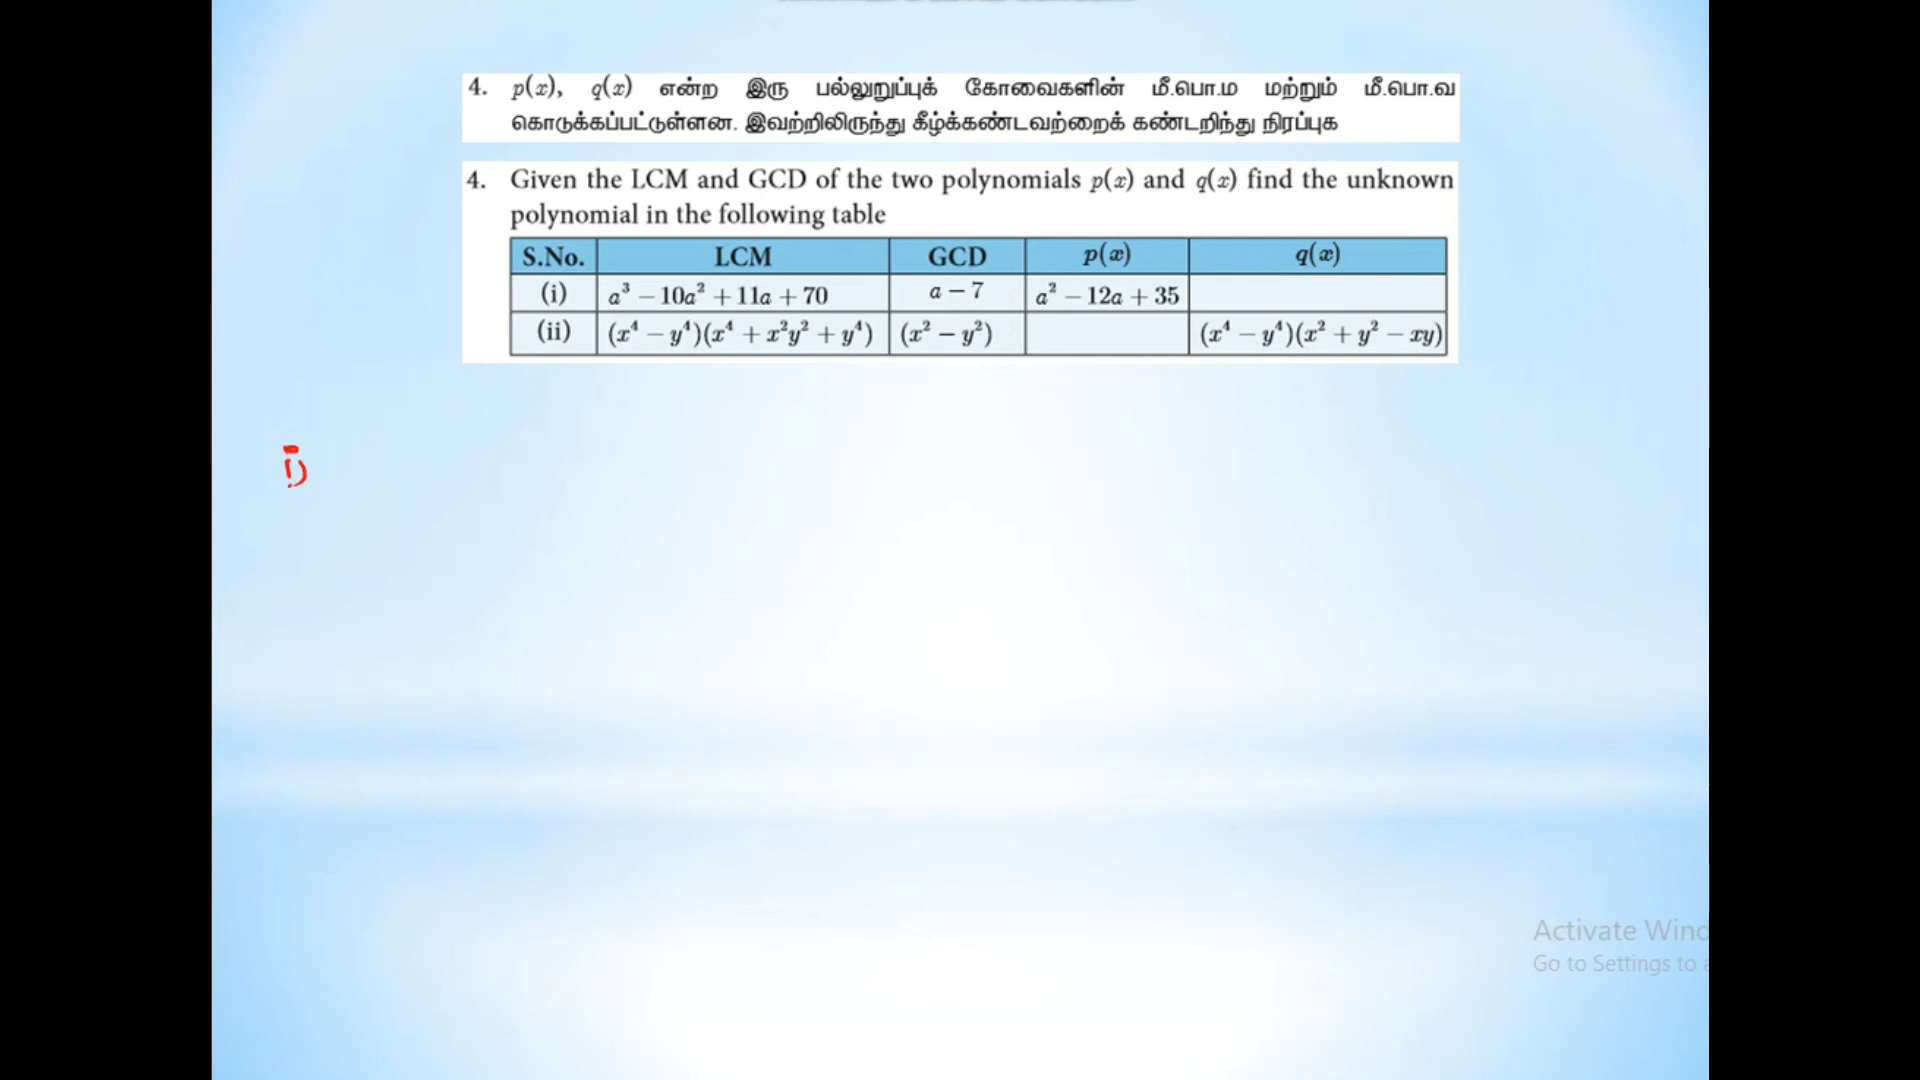 4. p(x), q(x) என்ற இரு பல்லுறுப்புக் கோவைகளின் மீ.பொ.ம மற்றும் மீ.பொ.வ
கொடுக்கப்பட்டுள்ளன. இவற்றிலிருந்து கீழ்க்கண்டவற்றைக் கண்டறிந்து நிரப்புக
4. Given the LCM and GCD of the two polynomials p(x) and q(x) find the unknown
polynomial in the following table
S.No. LCM GCD p(x) q(x)
(i) a³ − 10a² + 11a + 70 a − 7 a² − 12a + 35
(ii) (x⁴ − y⁴)(x⁴ + x²y² + y⁴) (x² − y²) (x⁴ − y⁴)(x² + y² − xy)
i)
Activate Wind
Go to Settings to a